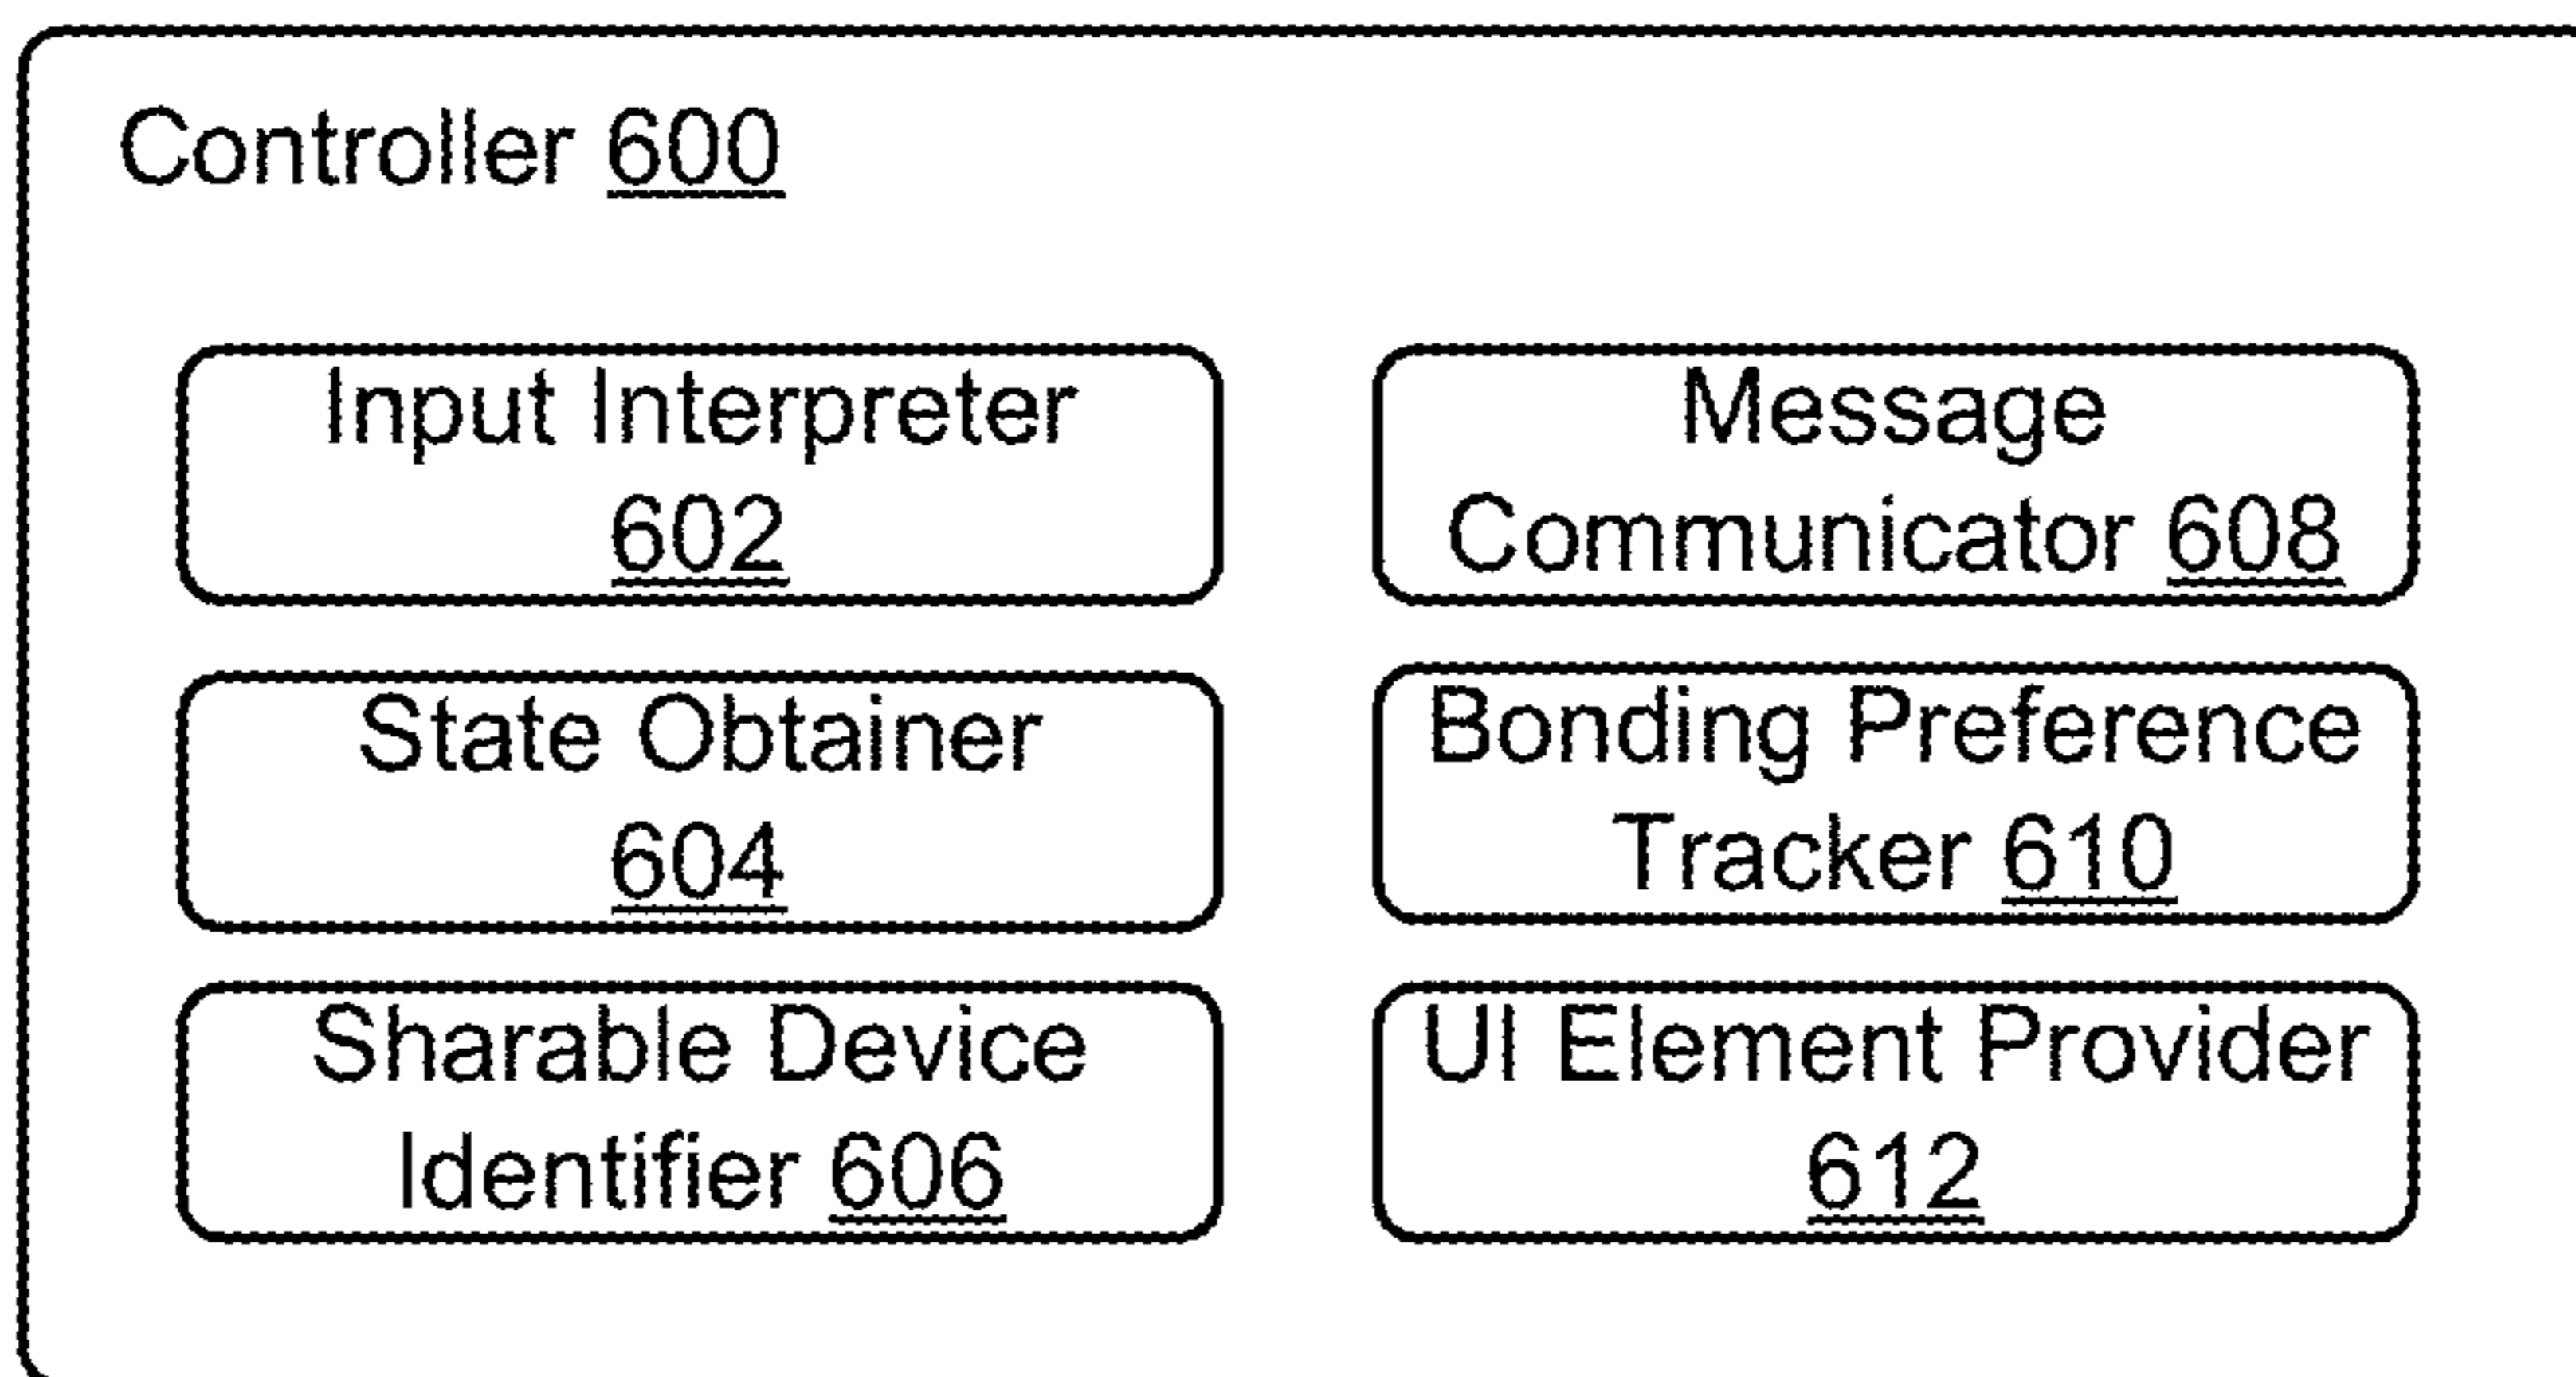 Controller 600
Input Interpreter
602
Message
Communicator 608
State Obtainer
604
Bonding Preference
Tracker 610
Sharable Device
Identifier 606
UI Element Provider
612